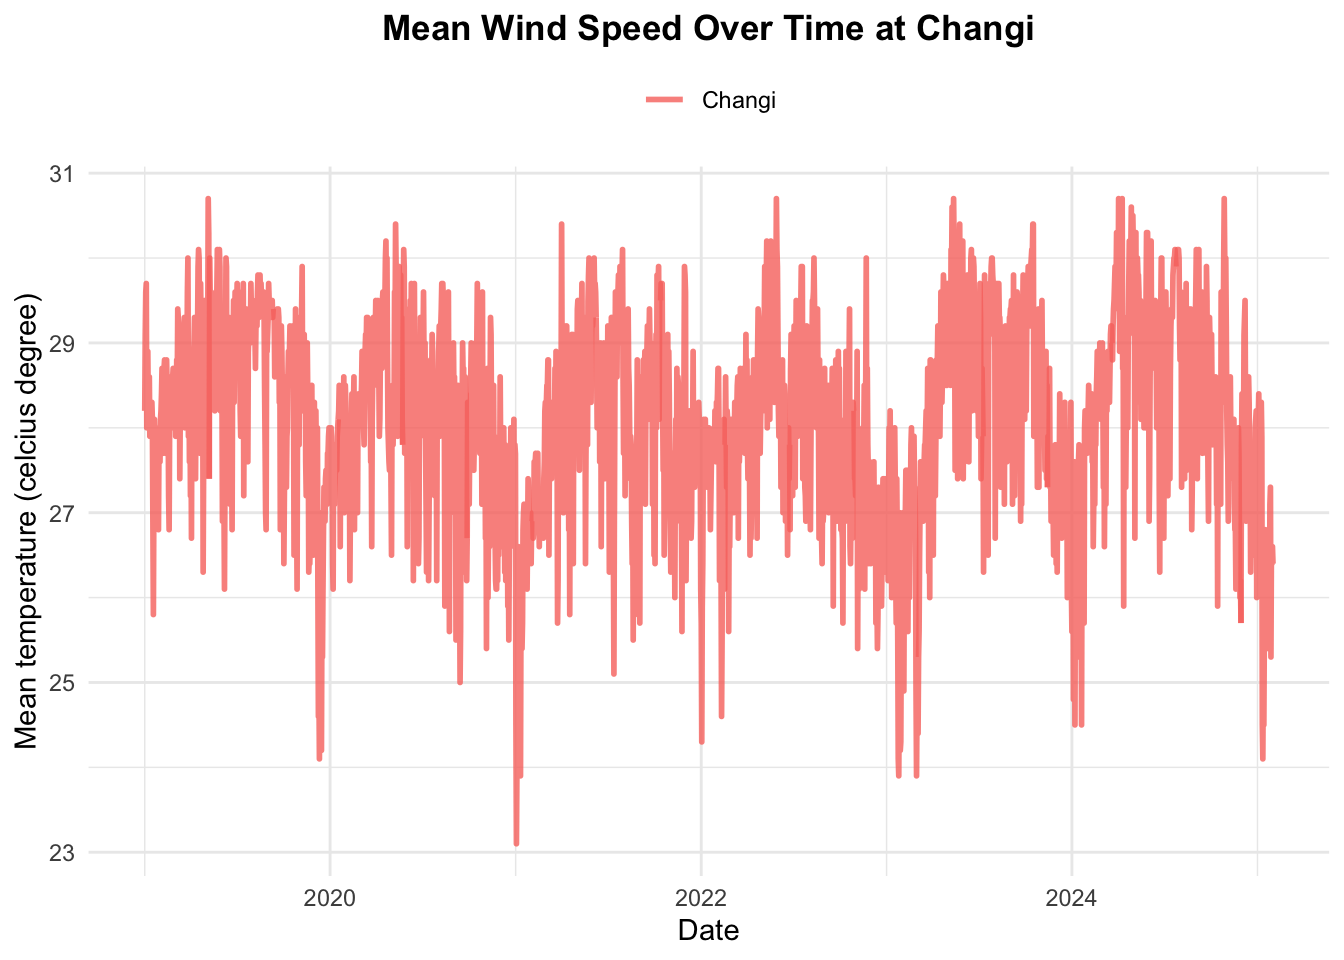 Mean Wind Speed Over Time at Changi
Changi
31
29
27
25
23
Mean temperature (celcius degree)
2020
2022
2024
Date